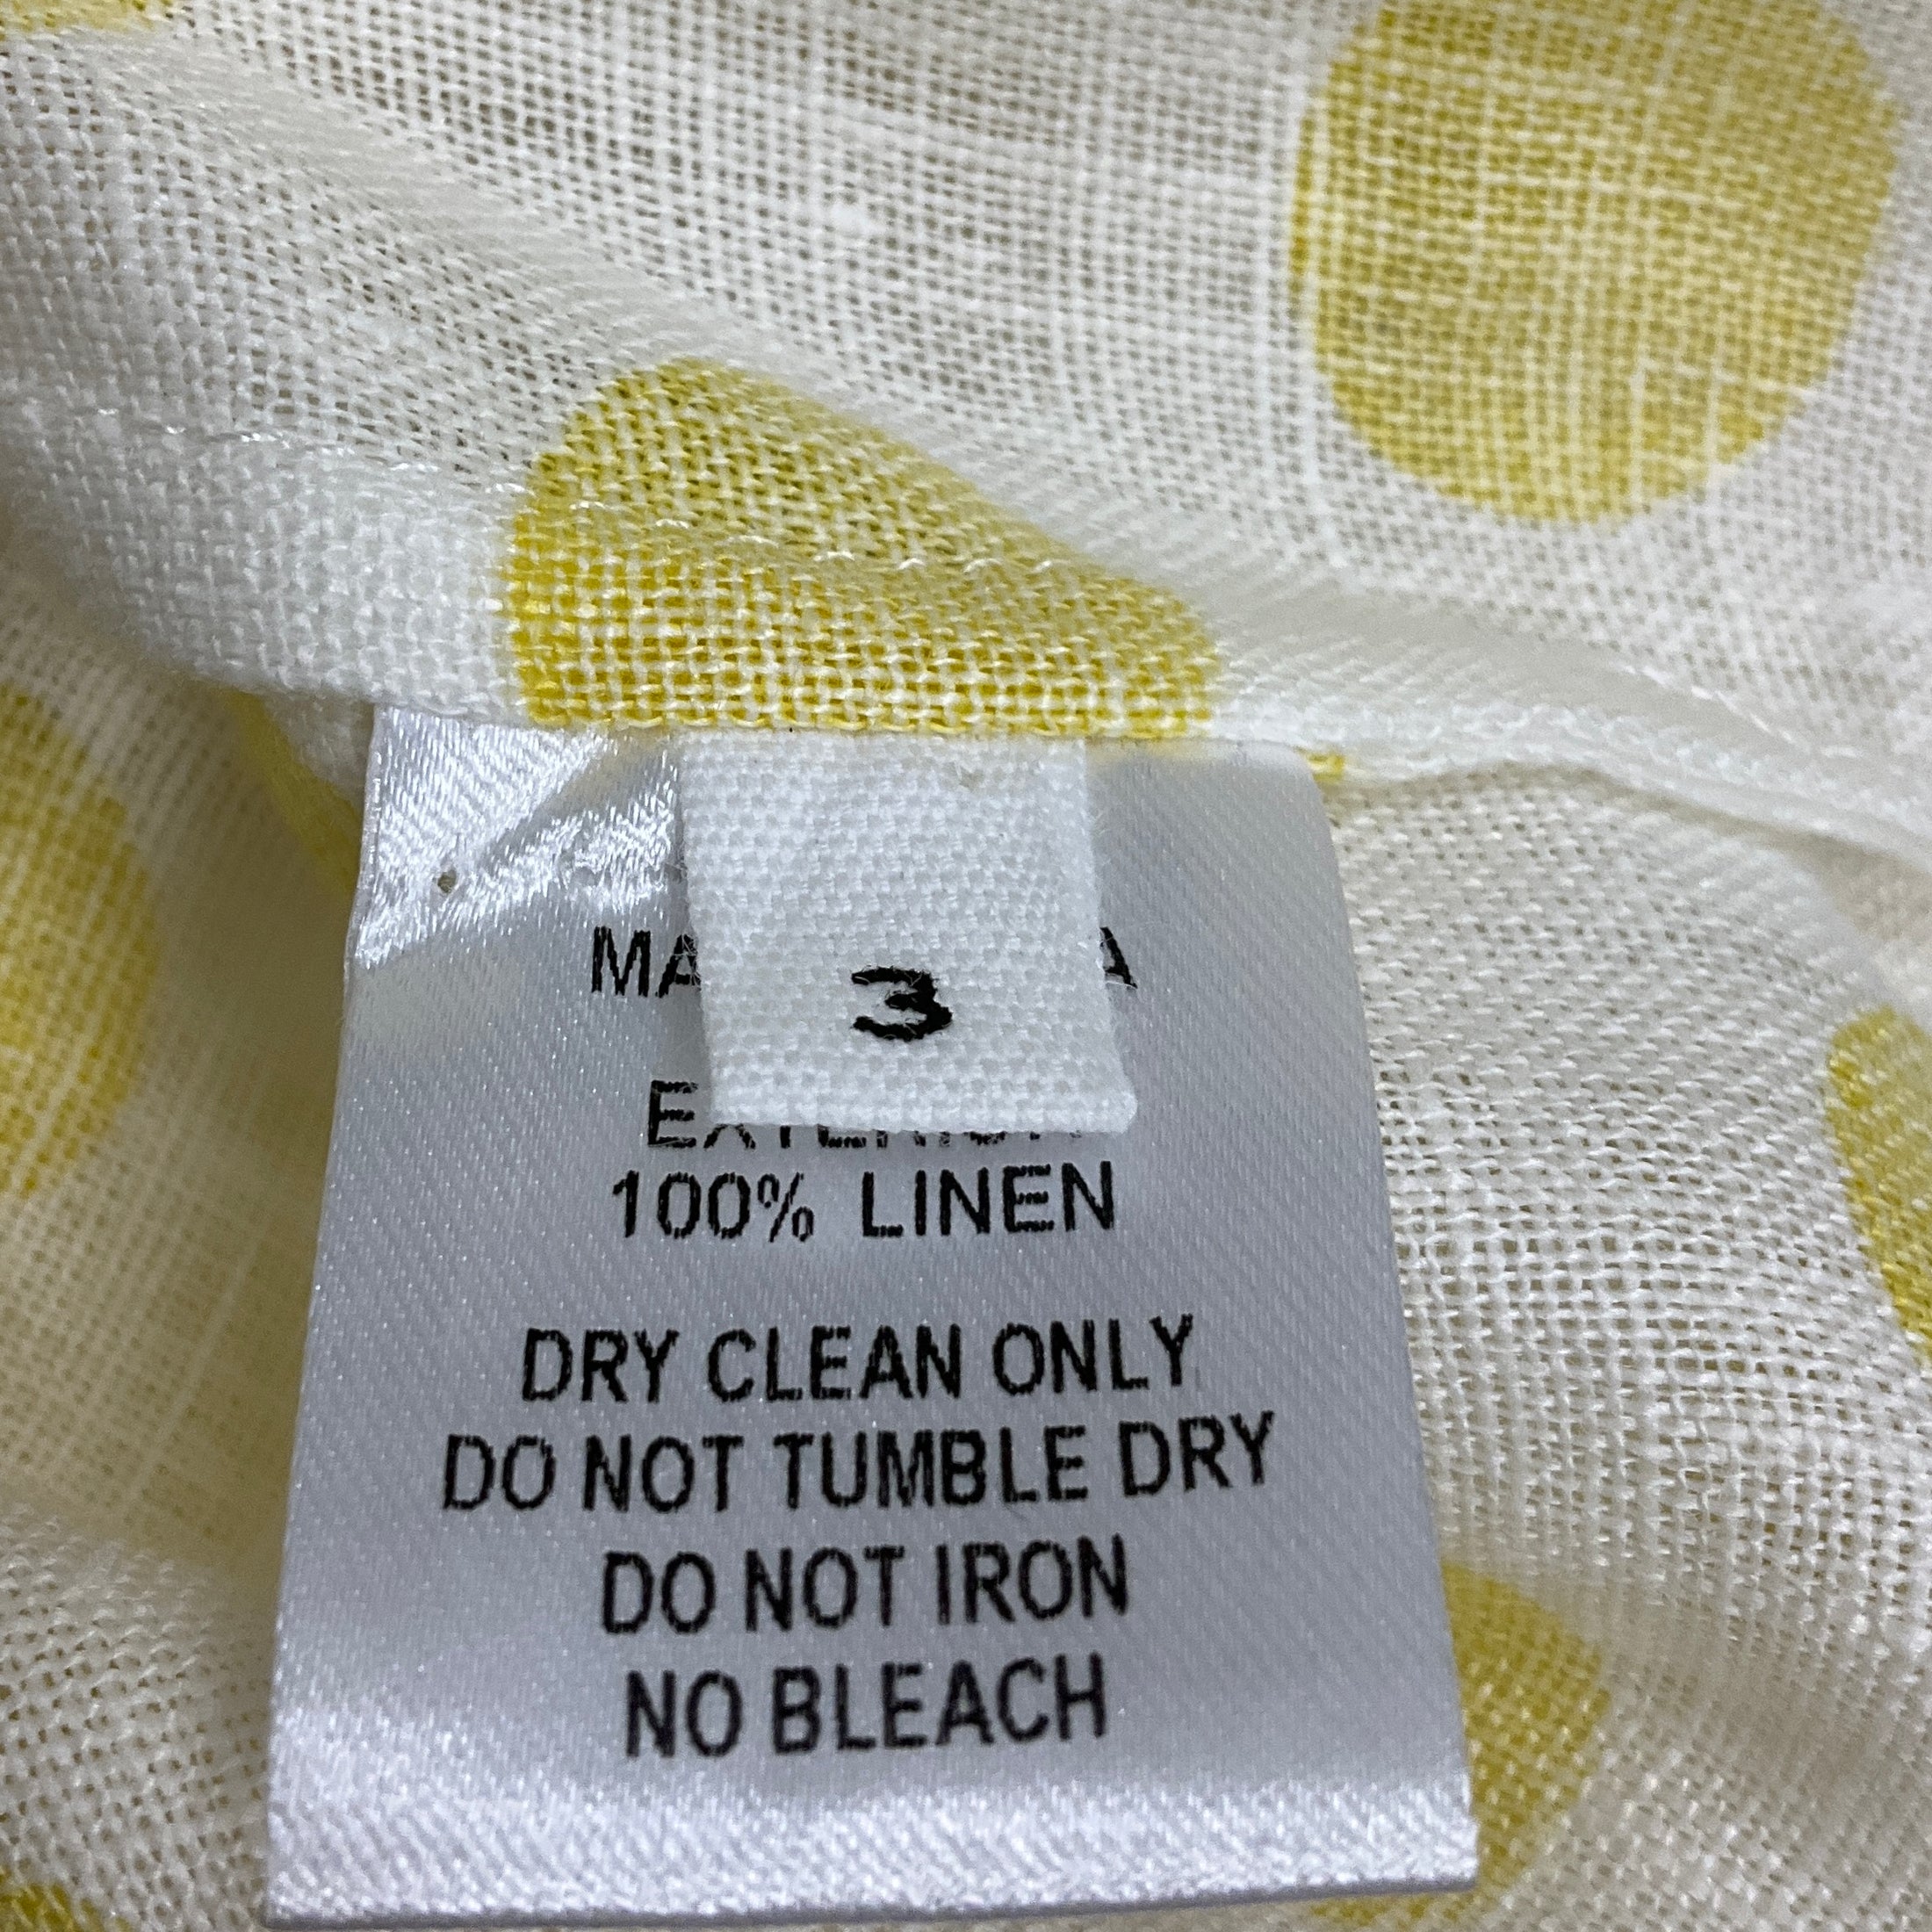 3
100% LINEN
DRY CLEAN ONLY
DO NOT TUMBLE DRY
DO NOT IRON
NO BLEACH